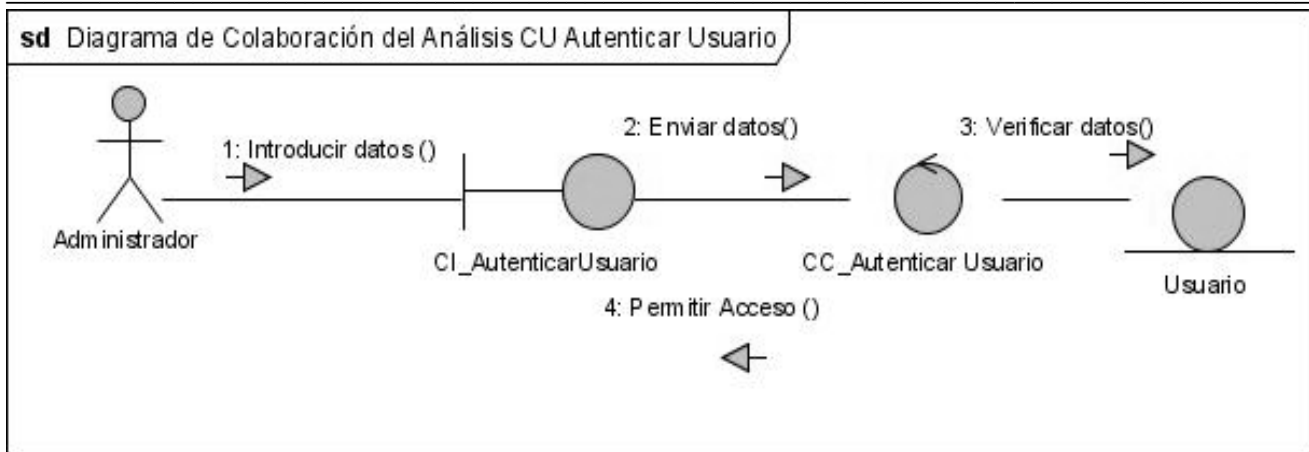 sd Diagrama de Colaboración del Análisis CU Autenticar Usuario
1: Introducir datos ()
2: Enviar datos()
3: Verificar datos()
Administrador
CI_AutenticarUsuario
CC_Autenticar Usuario
Usuario
4: Permitir Acceso ()